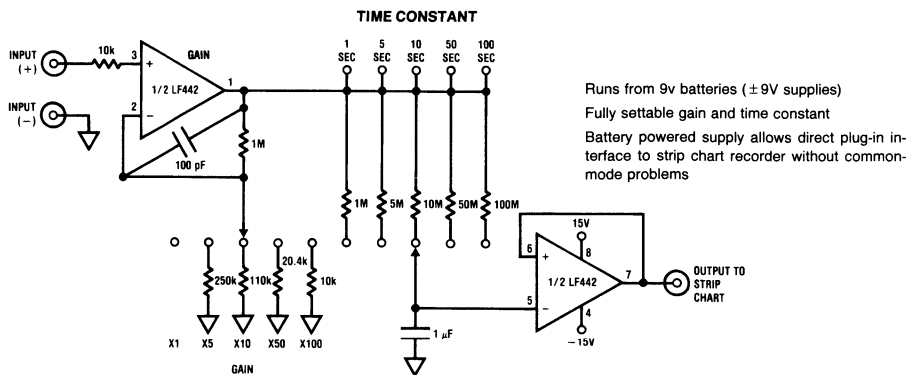 TIME CONSTANT
1 SEC
5 SEC
10 SEC
50 SEC
100 SEC
INPUT
(+)
10k
3
+
GAIN
1/2 LF442
1
INPUT
(−)
2
−
100 pF
1M
1M
5M
10M
50M
100M
250k
110k
20.4k
10k
X1
X5
X10
X50
X100
GAIN
1 µF
6
+
5
−
15V
8
1/2 LF442
7
4
−15V
OUTPUT TO
STRIP
CHART
Runs from 9v batteries (±9V supplies)
Fully settable gain and time constant
Battery powered supply allows direct plug-in in-
terface to strip chart recorder without common-
mode problems